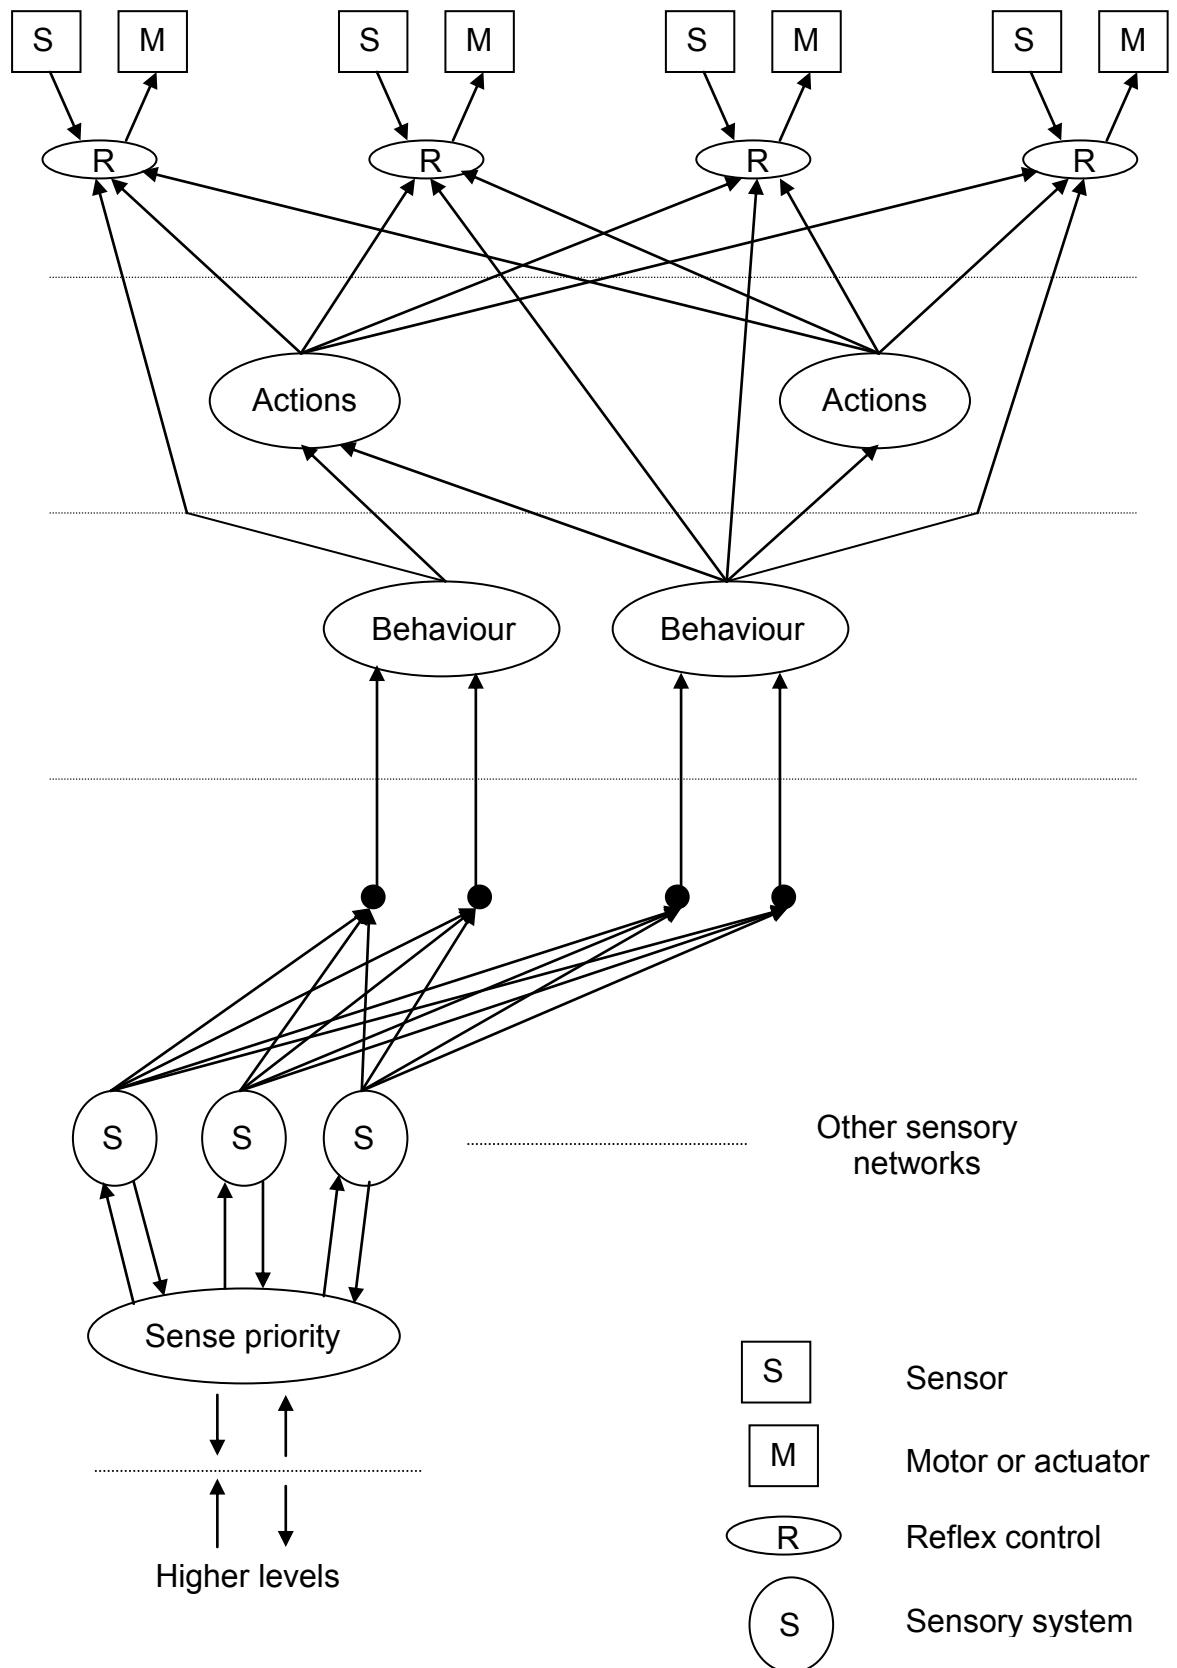 S M S M S M S M
R R R R
Actions Actions
Behaviour Behaviour
S S S
Other sensory
networks
Sense priority
Higher levels
S Sensor
M Motor or actuator
R Reflex control
S Sensory system